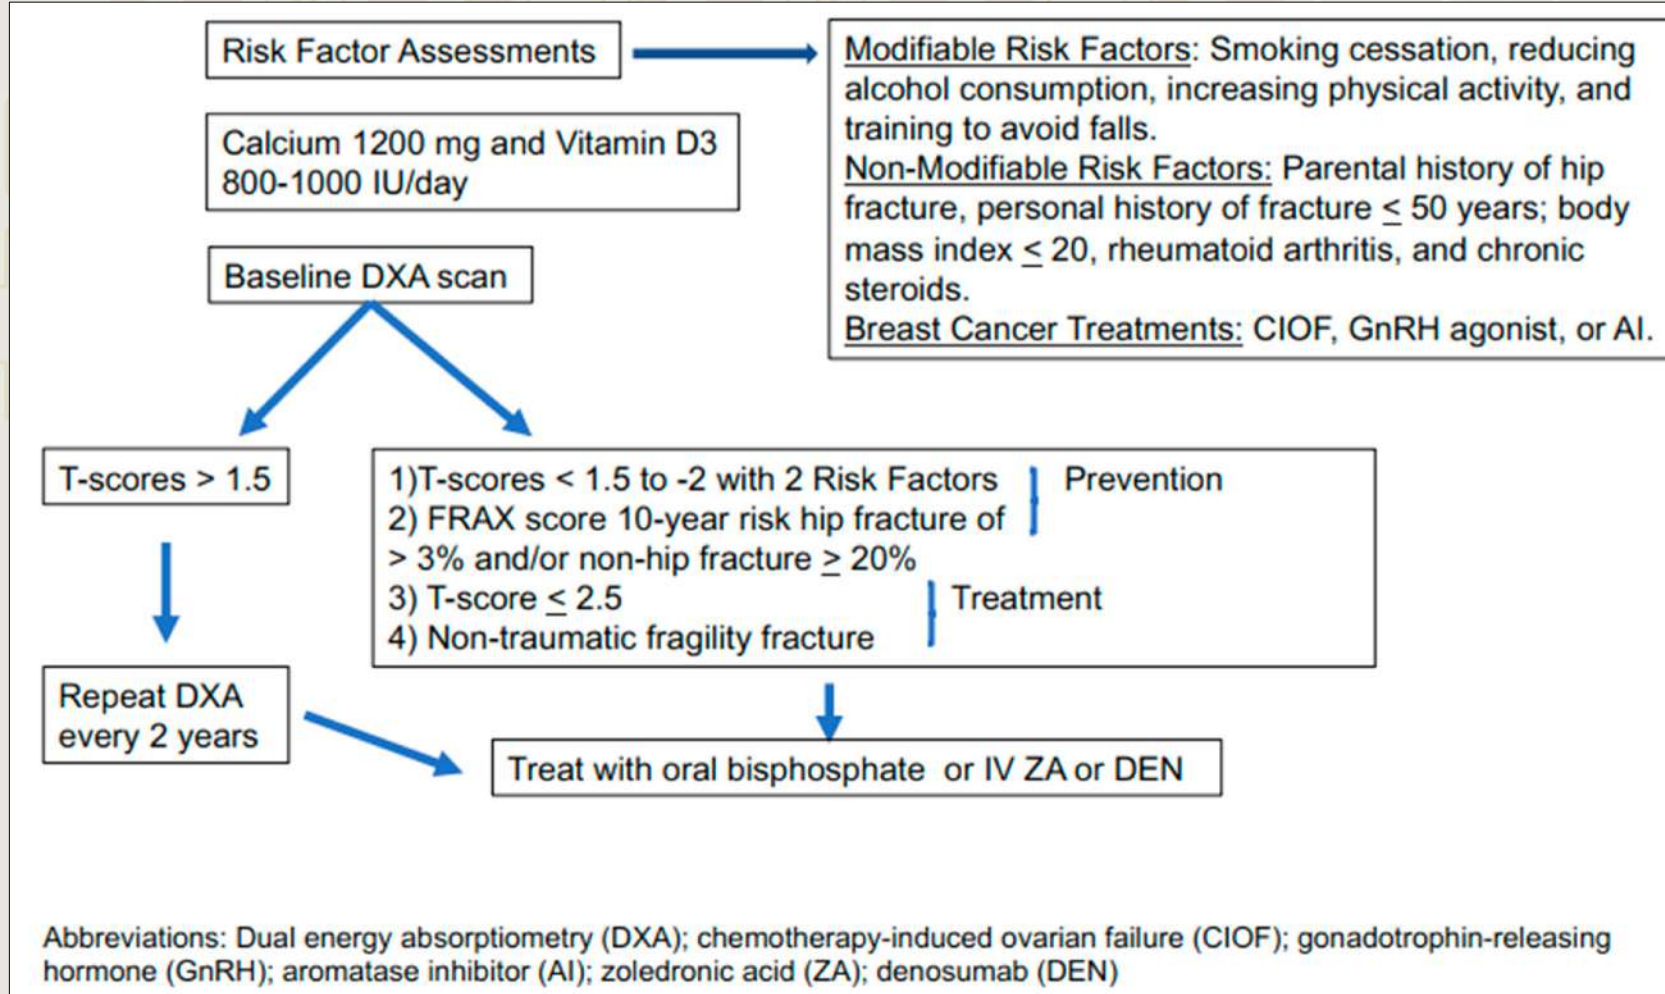 Risk Factor Assessments
Modifiable Risk Factors: Smoking cessation, reducing
alcohol consumption, increasing physical activity, and
training to avoid falls.
Non-Modifiable Risk Factors: Parental history of hip
fracture, personal history of fracture ≤ 50 years; body
mass index ≤ 20, rheumatoid arthritis, and chronic
steroids.
Breast Cancer Treatments: CIOF, GnRH agonist, or AI.
Calcium 1200 mg and Vitamin D3
800-1000 IU/day
Baseline DXA scan
T-scores > 1.5
1)T-scores < 1.5 to -2 with 2 Risk Factors
2) FRAX score 10-year risk hip fracture of
> 3% and/or non-hip fracture ≥ 20%
Prevention
3) T-score ≤ 2.5
4) Non-traumatic fragility fracture
Treatment
Repeat DXA
every 2 years
Treat with oral bisphosphate or IV ZA or DEN
Abbreviations: Dual energy absorptiometry (DXA); chemotherapy-induced ovarian failure (CIOF); gonadotrophin-releasing
hormone (GnRH); aromatase inhibitor (AI); zoledronic acid (ZA); denosumab (DEN)